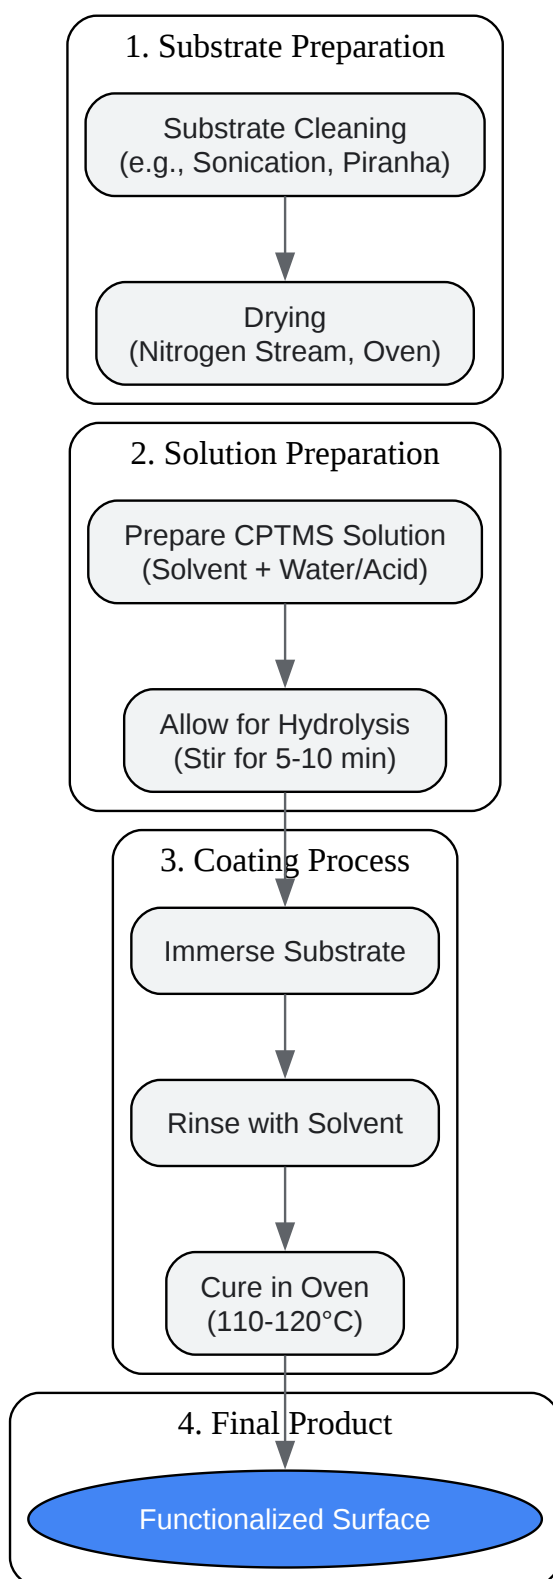 1. Substrate Preparation
Substrate Cleaning
(e.g., Sonication, Piranha)
Drying
(Nitrogen Stream, Oven)
2. Solution Preparation
Prepare CPTMS Solution
(Solvent + Water/Acid)
Allow for Hydrolysis
(Stir for 5-10 min)
3. Coating Process
Immerse Substrate
Rinse with Solvent
Cure in Oven
(110-120°C)
4. Final Product
Functionalized Surface